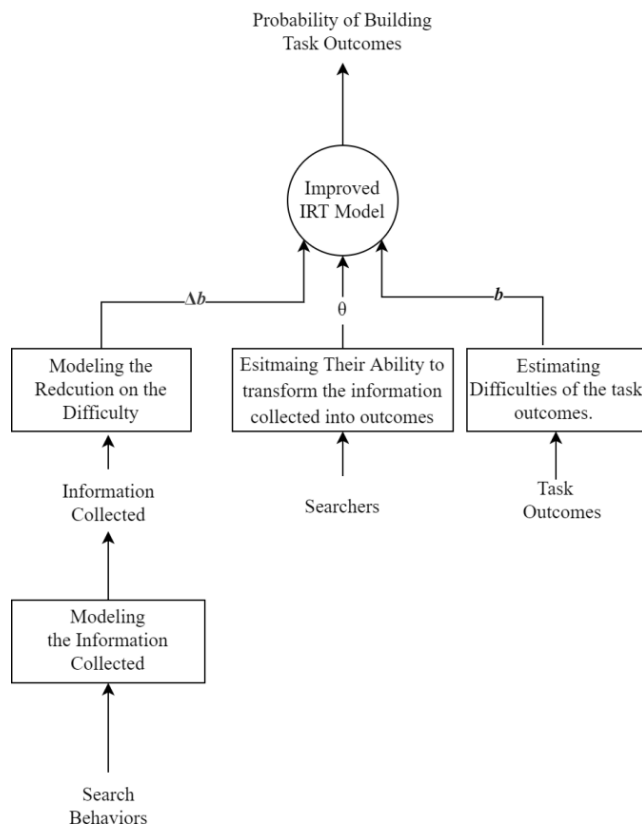 Probability of Building
Task Outcomes
Improved
IRT Model
Δb
θ
b
Modeling the
Redcution on the
Difficulty
Esitmaing Their Ability to
transform the information
collected into outcomes
Estimating
Difficulties of the task
outcomes.
Information
Collected
Searchers
Task
Outcomes
Modeling
the Information
Collected
Search
Behaviors